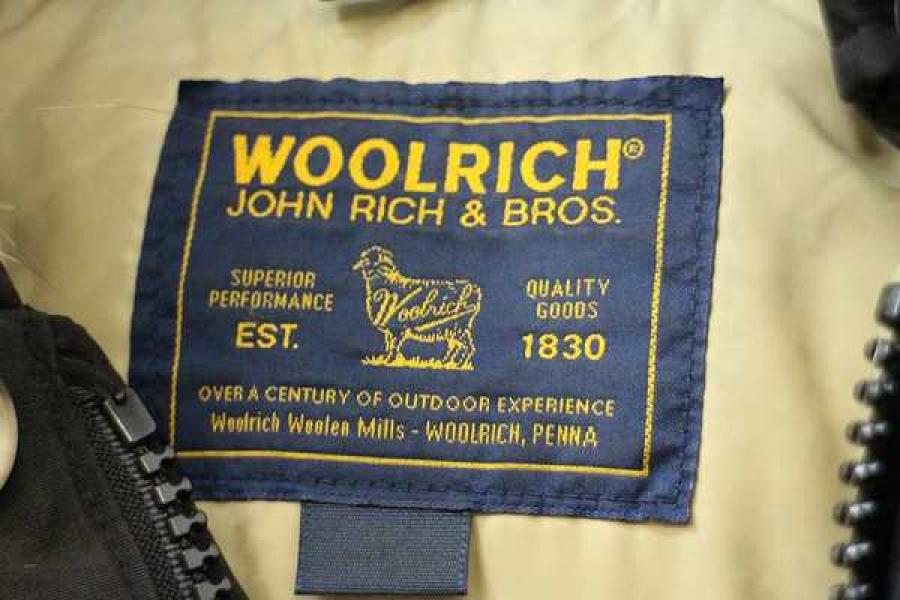 WOOLRICH®
JOHN RICH & BROS.
SUPERIOR
PERFORMANCE
EST.
Woolrich
QUALITY
GOODS
1830
OVER A CENTURY OF OUTDOOR EXPERIENCE
Woolrich Woolen Mills - WOOLRICH, PENNA